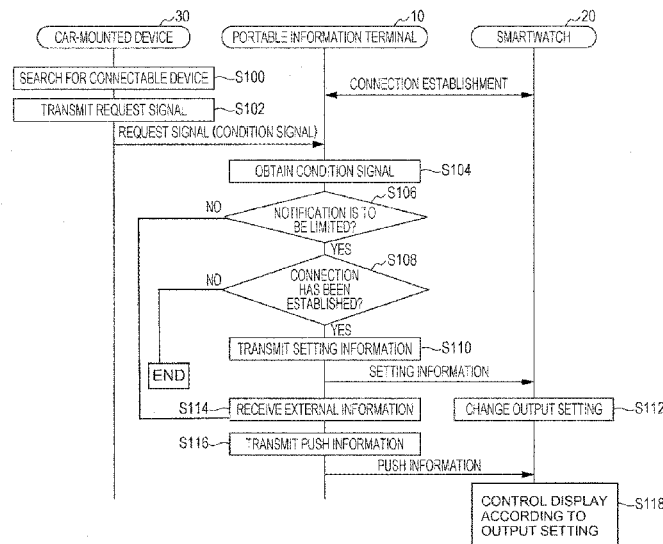 30
10
20
CAR-MOUNTED DEVICE
PORTABLE INFORMATION TERMINAL
SMARTWATCH
SEARCH FOR CONNECTABLE DEVICE
S100
CONNECTION ESTABLISHMENT
TRANSMIT REQUEST SIGNAL
S102
REQUEST SIGNAL (CONDITION SIGNAL)
OBTAIN CONDITION SIGNAL
S104
S106
NO
NOTIFICATION IS TO
BE LIMITED?
YES
S108
NO
CONNECTION
HAS BEEN
ESTABLISHED?
YES
TRANSMIT SETTING INFORMATION
S110
END
SETTING INFORMATION
S114
RECEIVE EXTERNAL INFORMATION
CHANGE OUTPUT SETTING
S112
S116
TRANSMIT PUSH INFORMATION
PUSH INFORMATION
CONTROL DISPLAY
ACCORDING TO
OUTPUT SETTING
S118